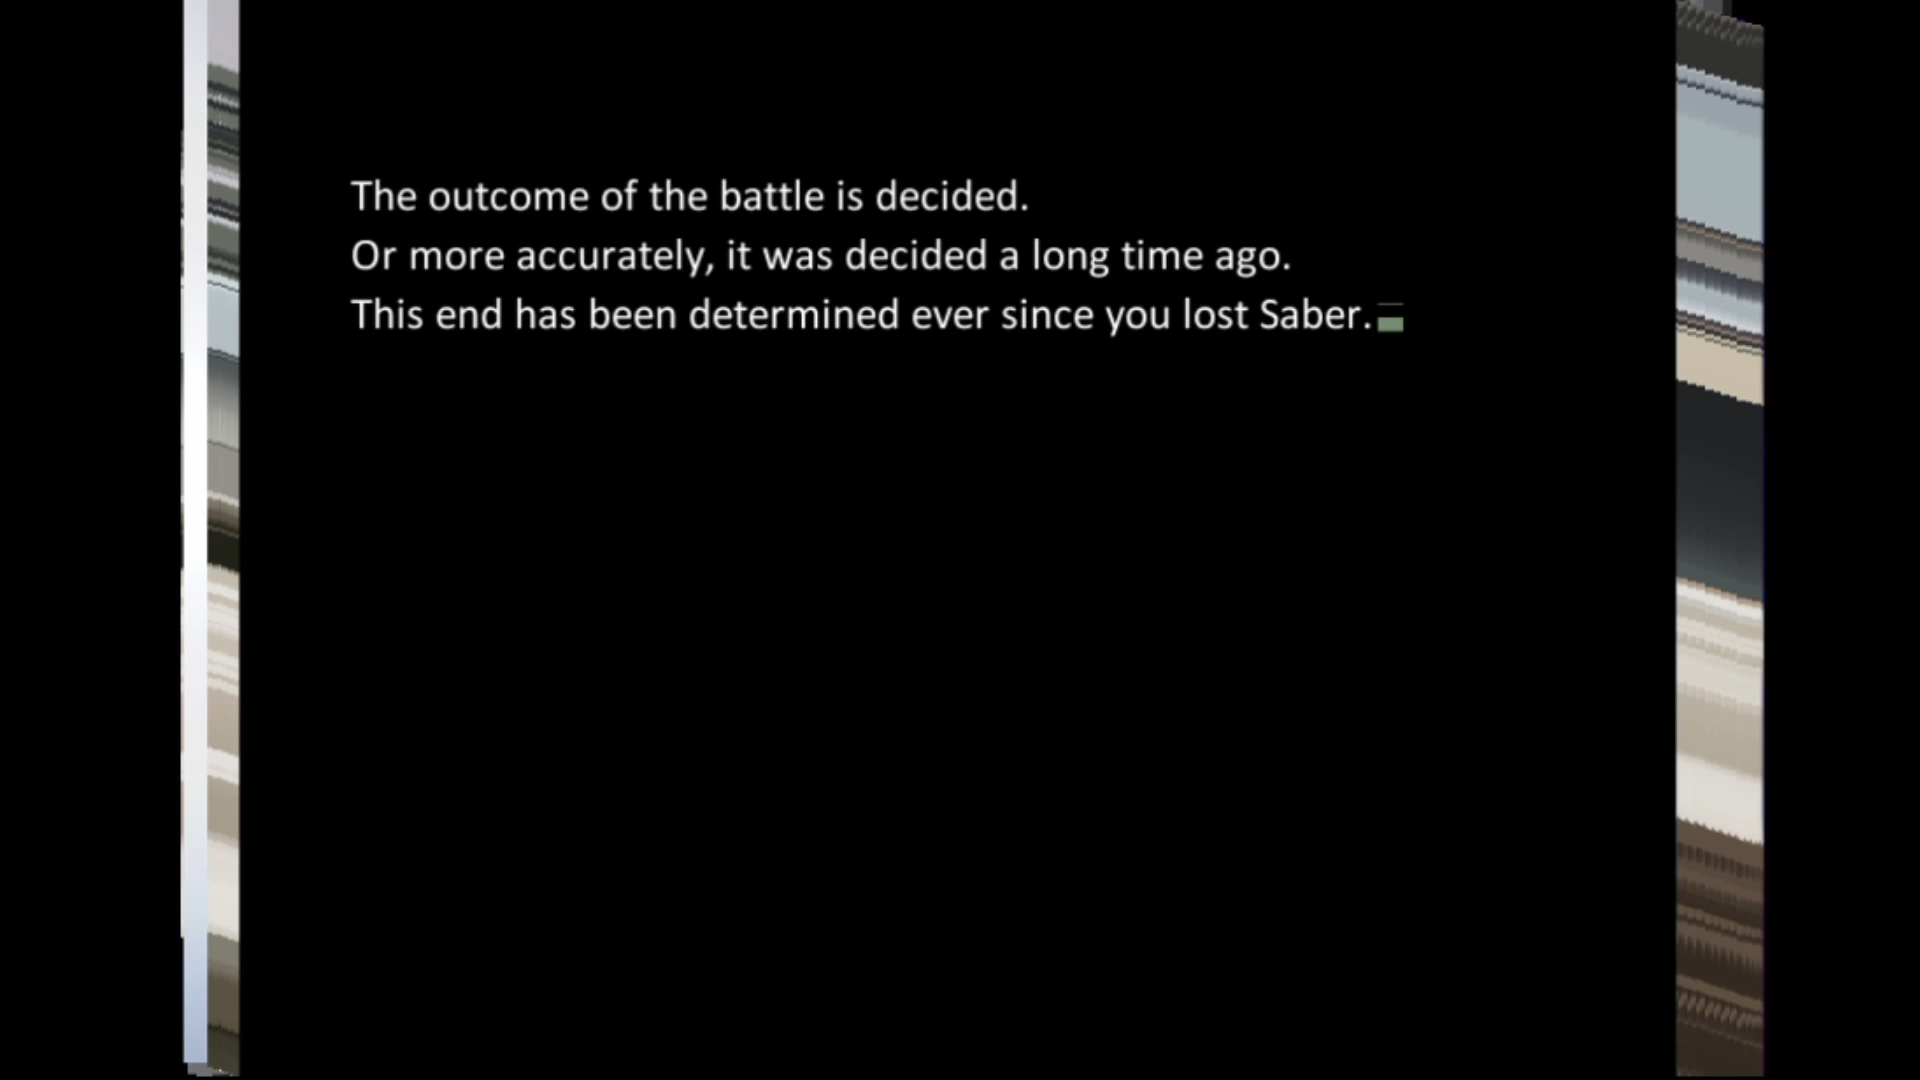 The outcome of the battle is decided.
Or more accurately, it was decided a long time ago.
This end has been determined ever since you lost Saber.